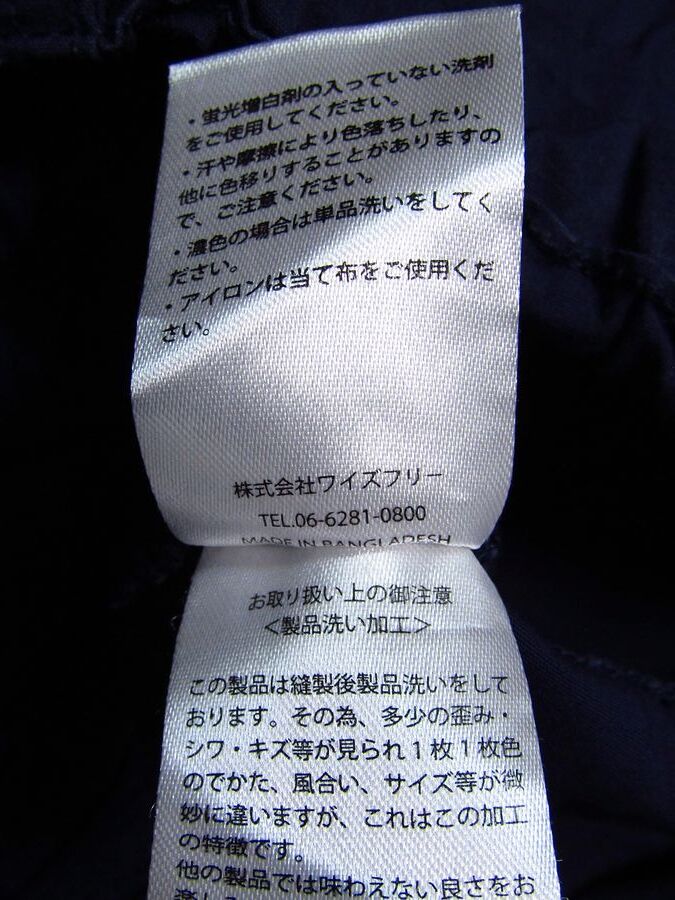 ・蛍光増白剤の入っていない洗剤
をご使用してください。
・汗や摩擦により色落ちしたり、
他に色移りすることがありますの
で、ご注意ください。
・濃色の場合は単品洗いをしてく
ださい。
・アイロンは当て布をご使用くだ
さい。
株式会社ワイズフリー
TEL.06-6281-0800
MADE IN BANGLADESH
お取り扱い上の御注意
＜製品洗い加工＞
この製品は縫製後製品洗いをして
おります。その為、多少の歪み・
シワ・キズ等が見られ1枚1枚色
のでかた、風合い、サイズ等が微
妙に違いますが、これはこの加工
の特徴です。
他の製品では味わえない良さをお